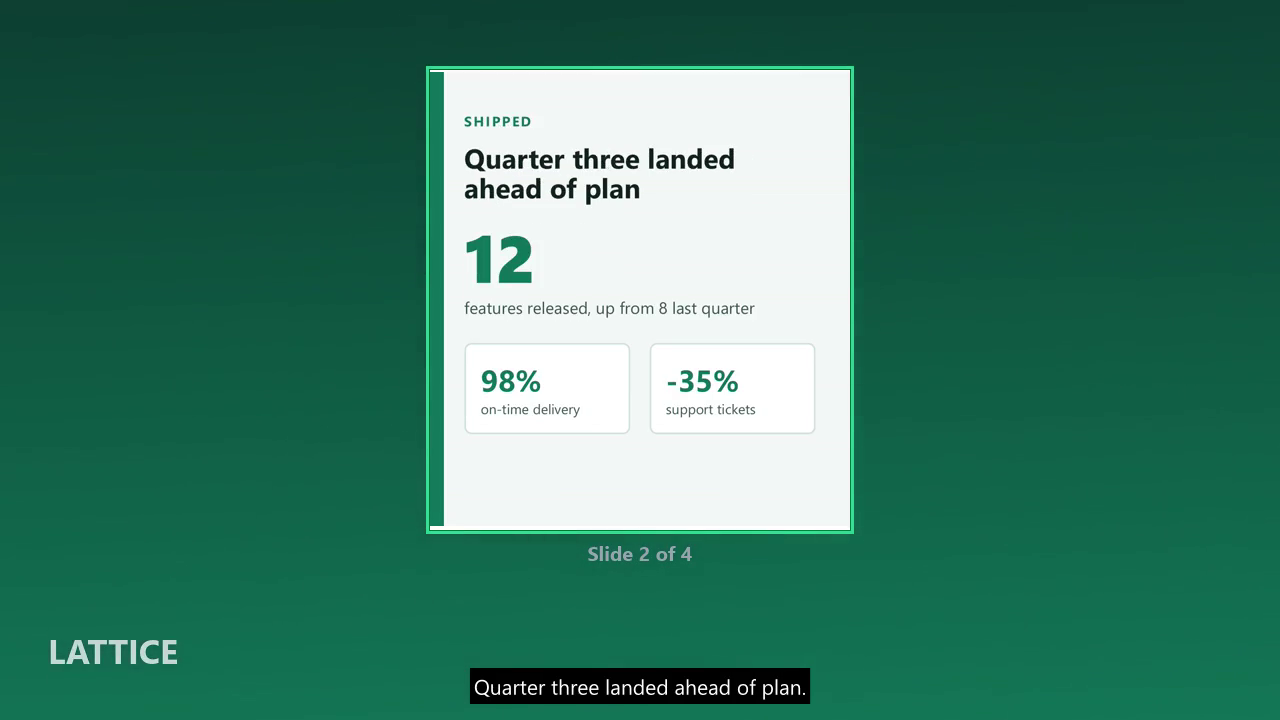 SHIPPED
Quarter three landed
ahead of plan
12
features released, up from 8 last quarter
98%
on-time delivery
-35%
support tickets
Slide 2 of 4
LATTICE
Quarter three landed ahead of plan.